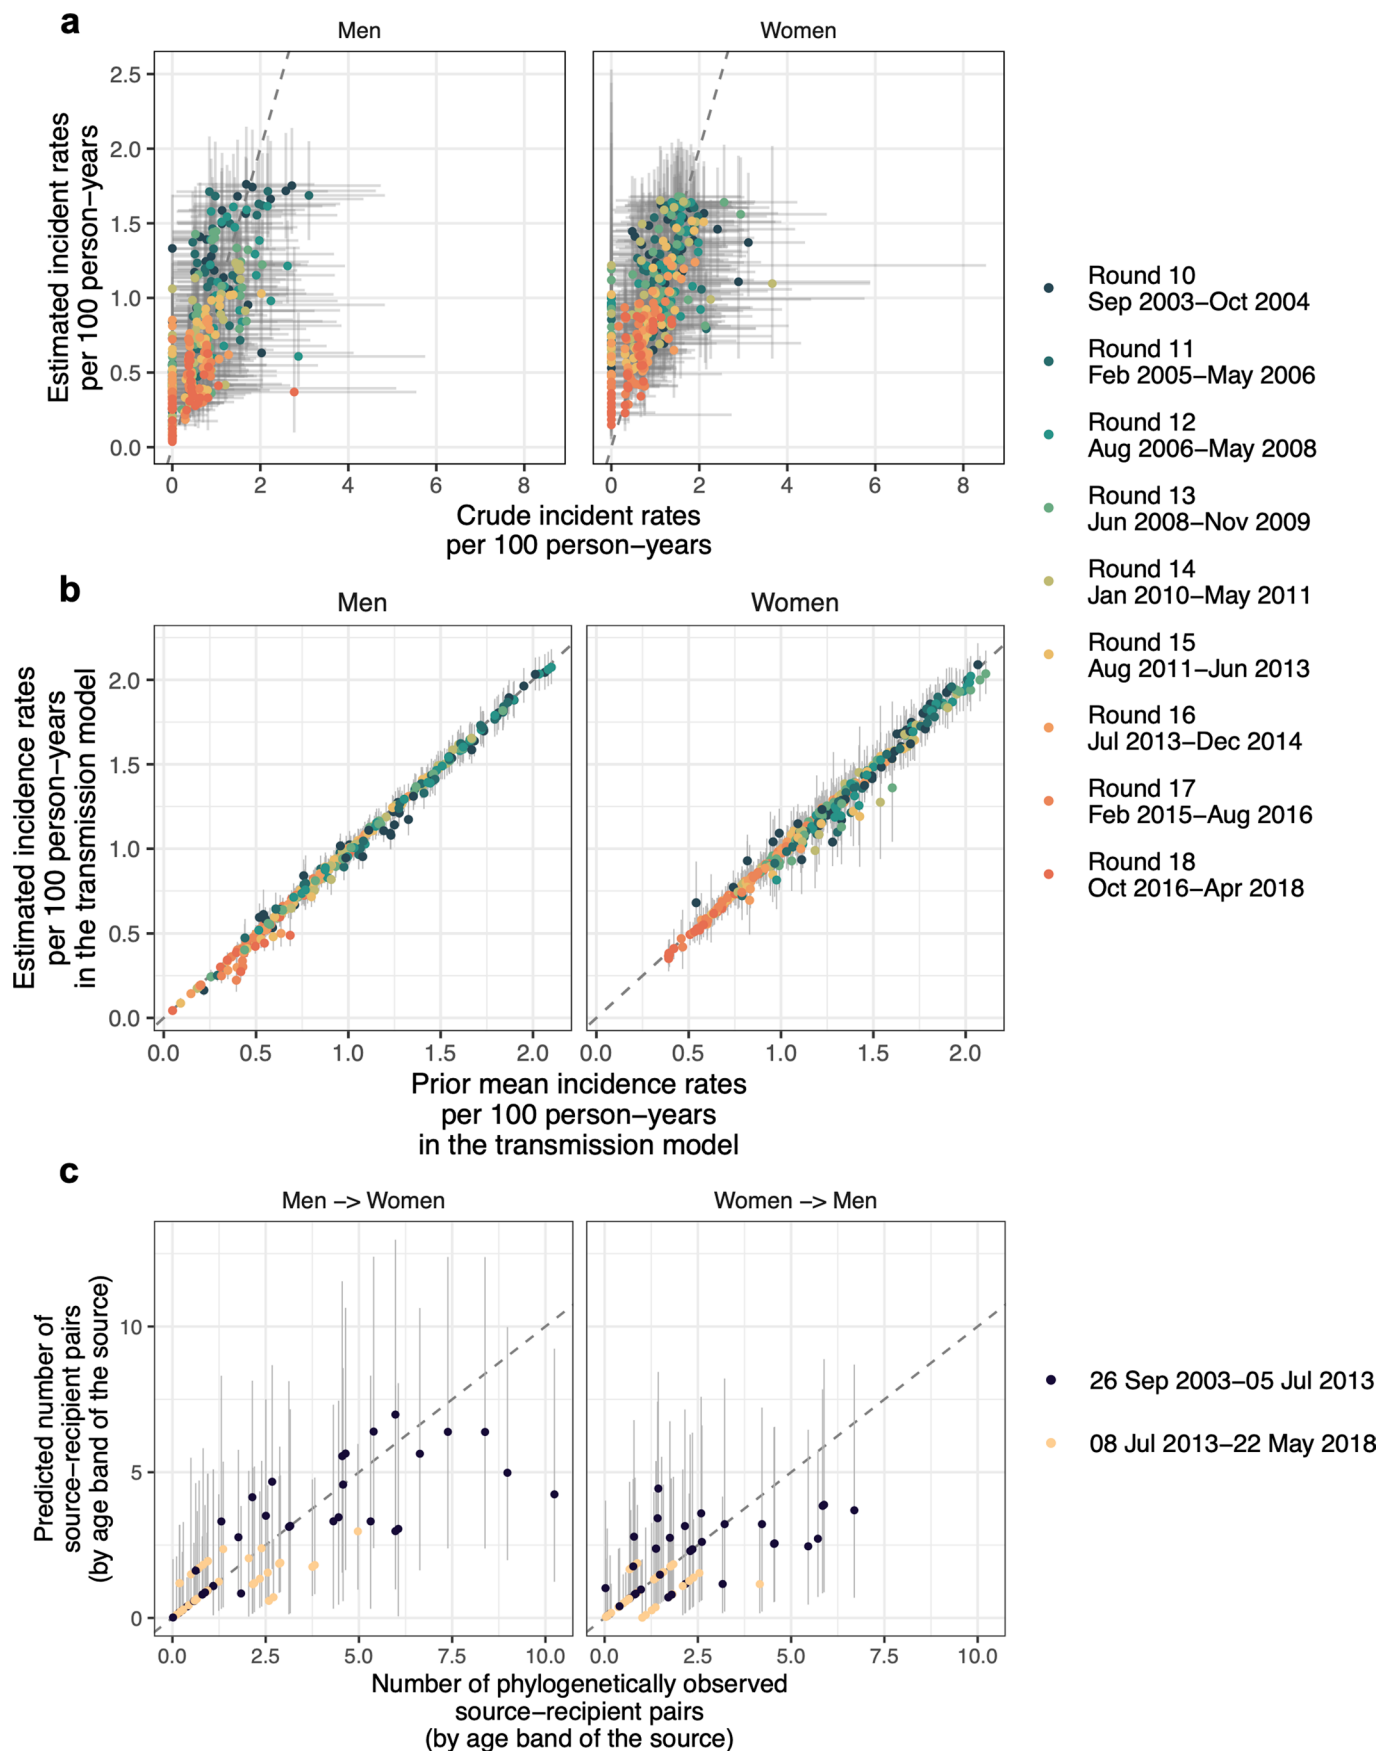 a
Men
Women
Estimated incident rates
per 100 person–years
2.5
2.0
1.5
1.0
0.5
0.0
0 2 4 6 8
0 2 4 6 8
Crude incident rates
per 100 person–years
Round 10
Sep 2003–Oct 2004
Round 11
Feb 2005–May 2006
Round 12
Aug 2006–May 2008
Round 13
Jun 2008–Nov 2009
Round 14
Jan 2010–May 2011
Round 15
Aug 2011–Jun 2013
Round 16
Jul 2013–Dec 2014
Round 17
Feb 2015–Aug 2016
Round 18
Oct 2016–Apr 2018
b
Men
Women
Estimated incidence rates
per 100 person–years
in the transmission model
2.0
1.5
1.0
0.5
0.0
0.0 0.5 1.0 1.5 2.0
0.0 0.5 1.0 1.5 2.0
Prior mean incidence rates
per 100 person–years
in the transmission model
c
Men –> Women
Women –> Men
Predicted number of
source–recipient pairs
(by age band of the source)
10
5
0
0.0 2.5 5.0 7.5 10.0
0.0 2.5 5.0 7.5 10.0
Number of phylogenetically observed
source–recipient pairs
(by age band of the source)
26 Sep 2003–05 Jul 2013
08 Jul 2013–22 May 2018